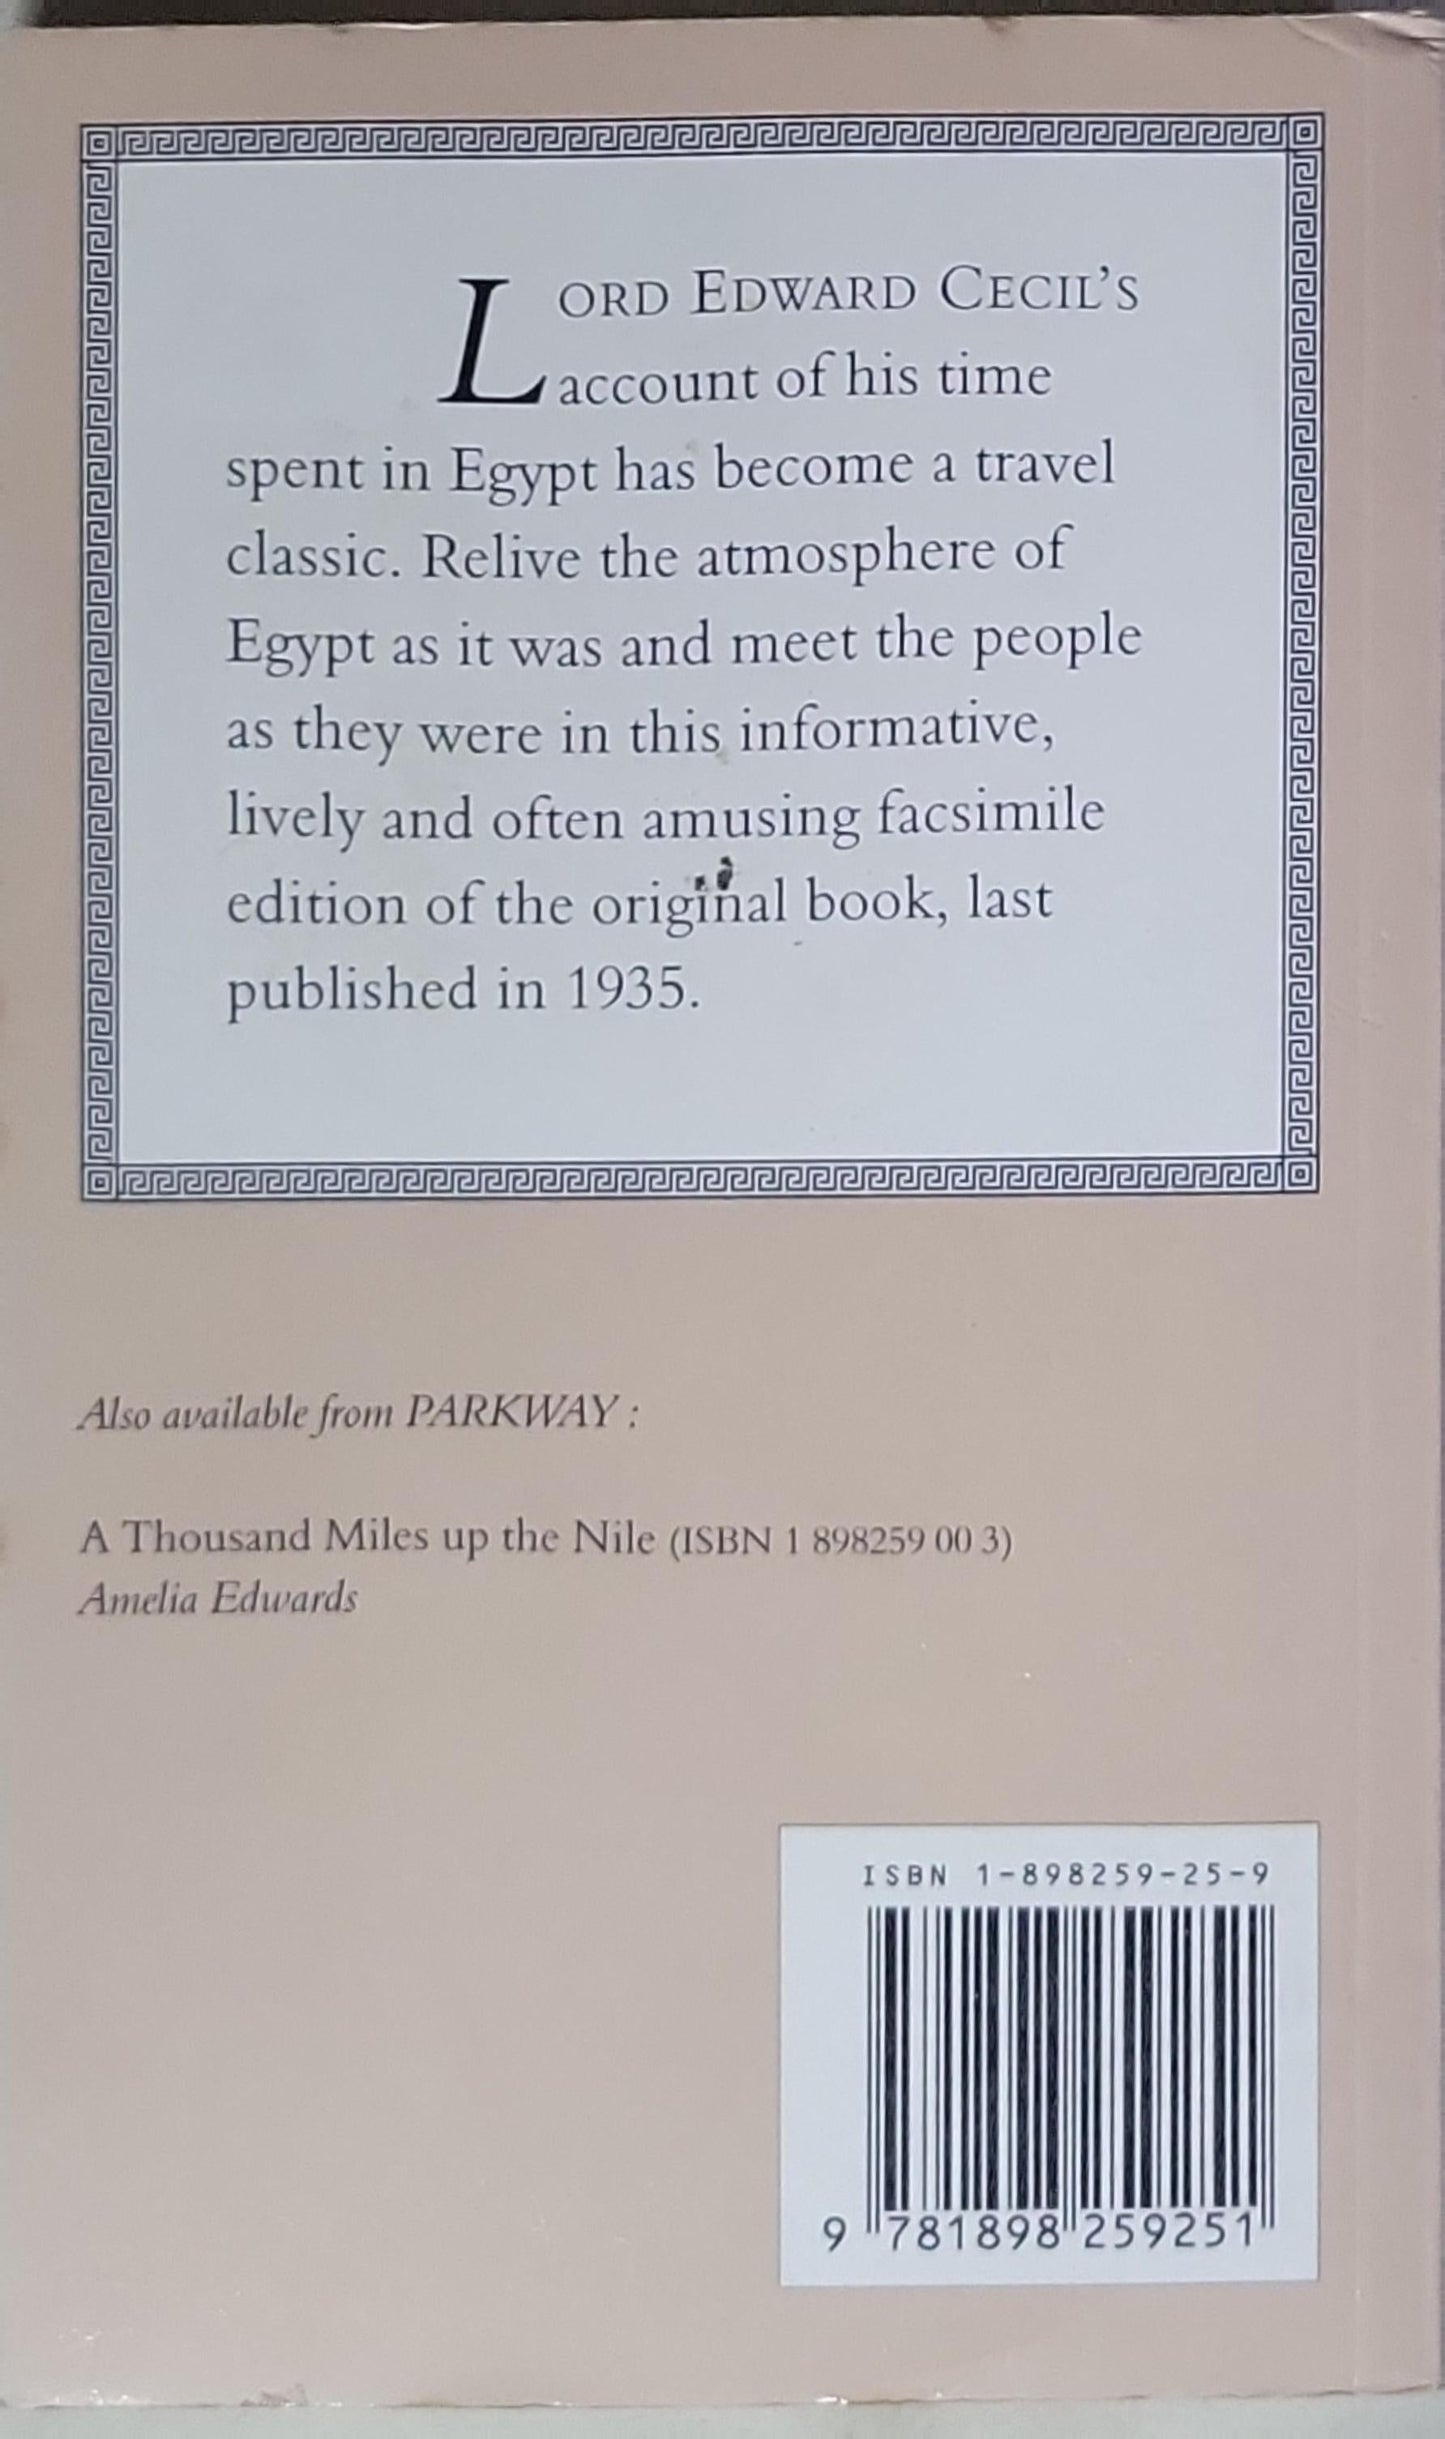 LORD EDWARD CECIL'S
account of his time
spent in Egypt has become a travel
classic. Relive the atmosphere of
Egypt as it was and meet the people
as they were in this informative,
lively and often amusing facsimile
edition of the original book, last
published in 1935.
Also available from PARKWAY :
A Thousand Miles up the Nile (ISBN 1 898259 00 3)
Amelia Edwards
ISBN 1-898259-25-9
9 781898 259251